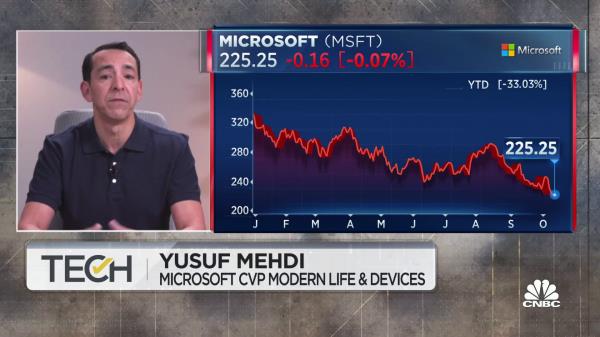 MICROSOFT (MSFT)
225.25 -0.16 [-0.07%]
Microsoft
YTD [-33.03%]
360
320
280
240
200
225.25
J F M A M J J A S O
TECH
YUSUF MEHDI
MICROSOFT CVP MODERN LIFE & DEVICES
CNBC